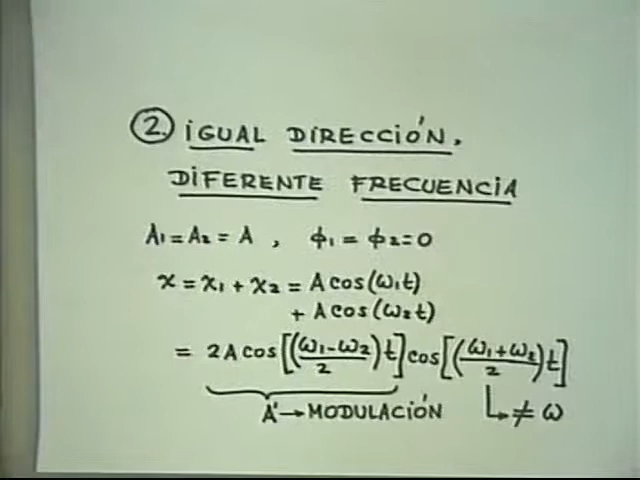 ② IGUAL DIRECCIÓN,
DIFERENTE FRECUENCIA
A₁ = A₂ = A , ϕ₁ = ϕ₂ = 0
x = x₁ + x₂ = A cos(ω₁t)
+ A cos(ω₂t)
= 2A cos[((ω₁-ω₂)/2)t] cos[((ω₁+ω₂)/2)t]
A' → MODULACIÓN ↳ ≠ ω